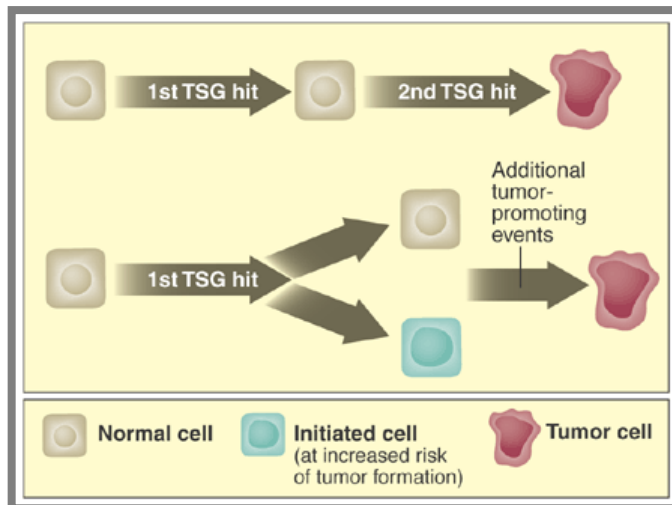 1st TSG hit
2nd TSG hit
Additional
tumor-
promoting
events
1st TSG hit
Normal cell
Initiated cell
(at increased risk
of tumor formation)
Tumor cell